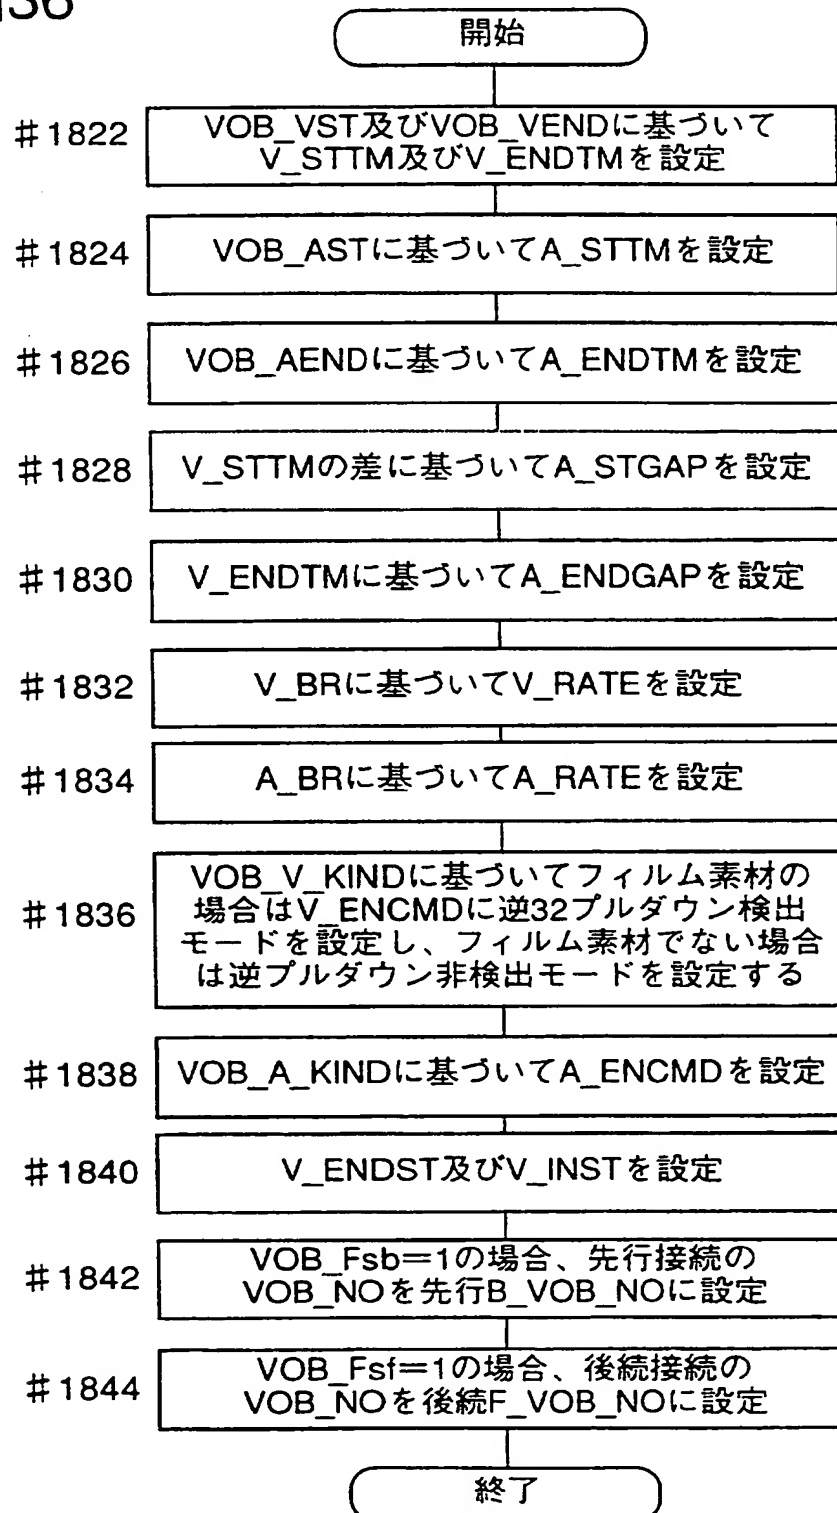 36
開始
#1822
VOB_VST及びVOB_VENDに基づいて
V_STTM及びV_ENDTMを設定
#1824
VOB_ASTに基づいてA_STTMを設定
#1826
VOB_AENDに基づいてA_ENDTMを設定
#1828
V_STTMの差に基づいてA_STGAPを設定
#1830
V_ENDTMに基づいてA_ENDGAPを設定
#1832
V_BRに基づいてV_RATEを設定
#1834
A_BRに基づいてA_RATEを設定
#1836
VOB_V_KINDに基づいてフィルム素材の
場合はV_ENCMDに逆32プルダウン検出
モードを設定し、フィルム素材でない場合
は逆プルダウン非検出モードを設定する
#1838
VOB_A_KINDに基づいてA_ENCMDを設定
#1840
V_ENDST及びV_INSTを設定
#1842
VOB_Fsb=1の場合、先行接続の
VOB_NOを先行B_VOB_NOに設定
#1844
VOB_Fsf=1の場合、後続接続の
VOB_NOを後続F_VOB_NOに設定
終了